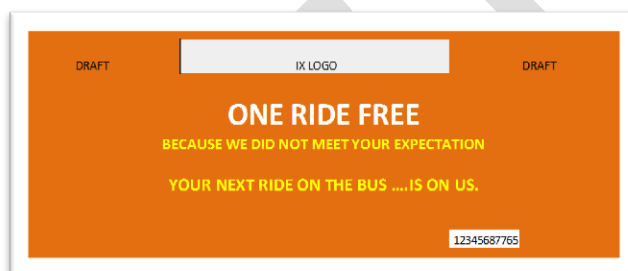 DRAFT IX LOGO DRAFT
ONE RIDE FREE
BECAUSE WE DID NOT MEET YOUR EXPECTATION
YOUR NEXT RIDE ON THE BUS ....IS ON US.
12345687765